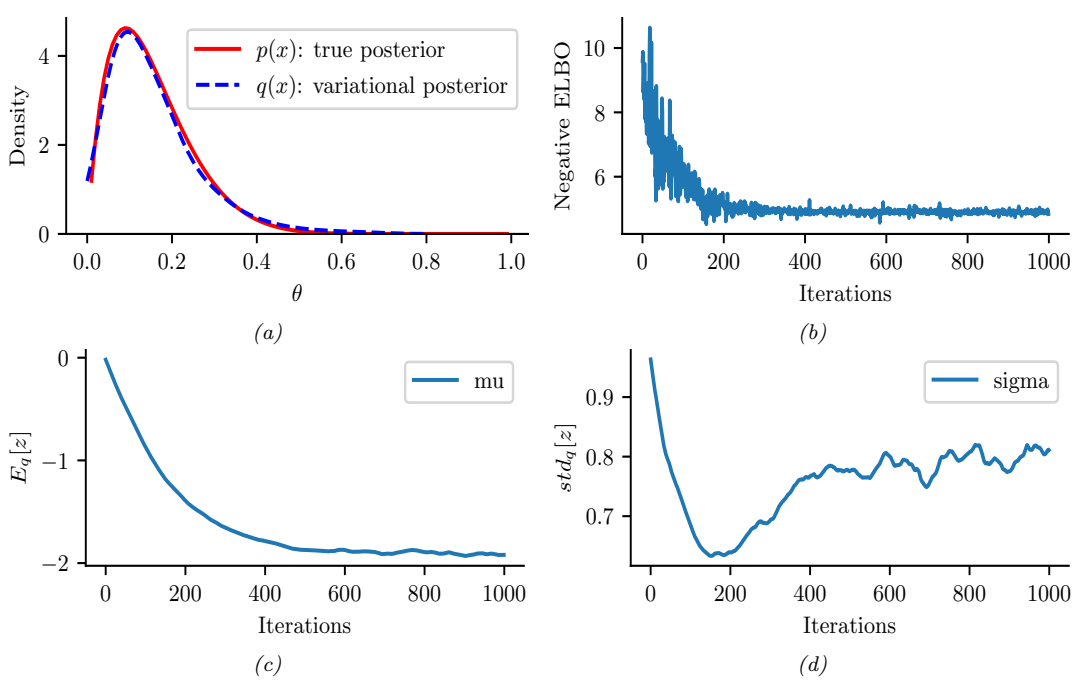 4
2
0
Density
p(x): true posterior
q(x): variational posterior
0.0 0.2 0.4 0.6 0.8 1.0
θ
(a)
10
8
6
Negative ELBO
0 200 400 600 800 1000
Iterations
(b)
0
−1
−2
E_q[z]
mu
0 200 400 600 800 1000
Iterations
(c)
0.9
0.8
0.7
std_q[z]
sigma
0 200 400 600 800 1000
Iterations
(d)